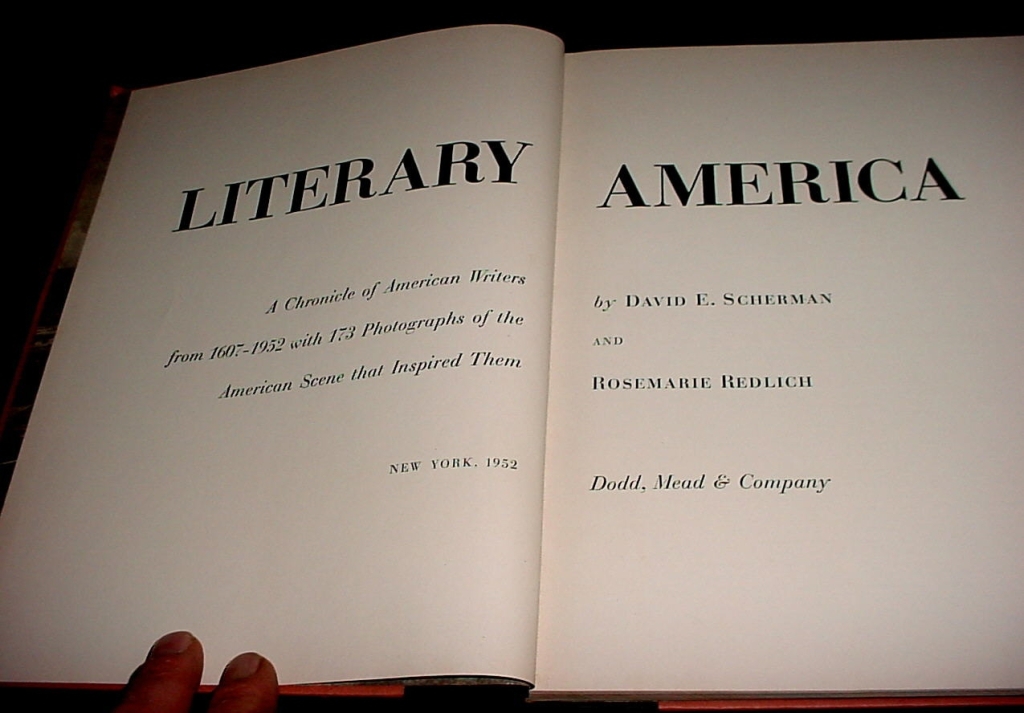 LITERARY
A Chronicle of American Writers
from 1607-1952 with 173 Photographs of the
American Scene that Inspired Them
NEW YORK, 1952
AMERICA
by DAVID E. SCHERMAN
AND
ROSEMARIE REDLICH
Dodd, Mead & Company